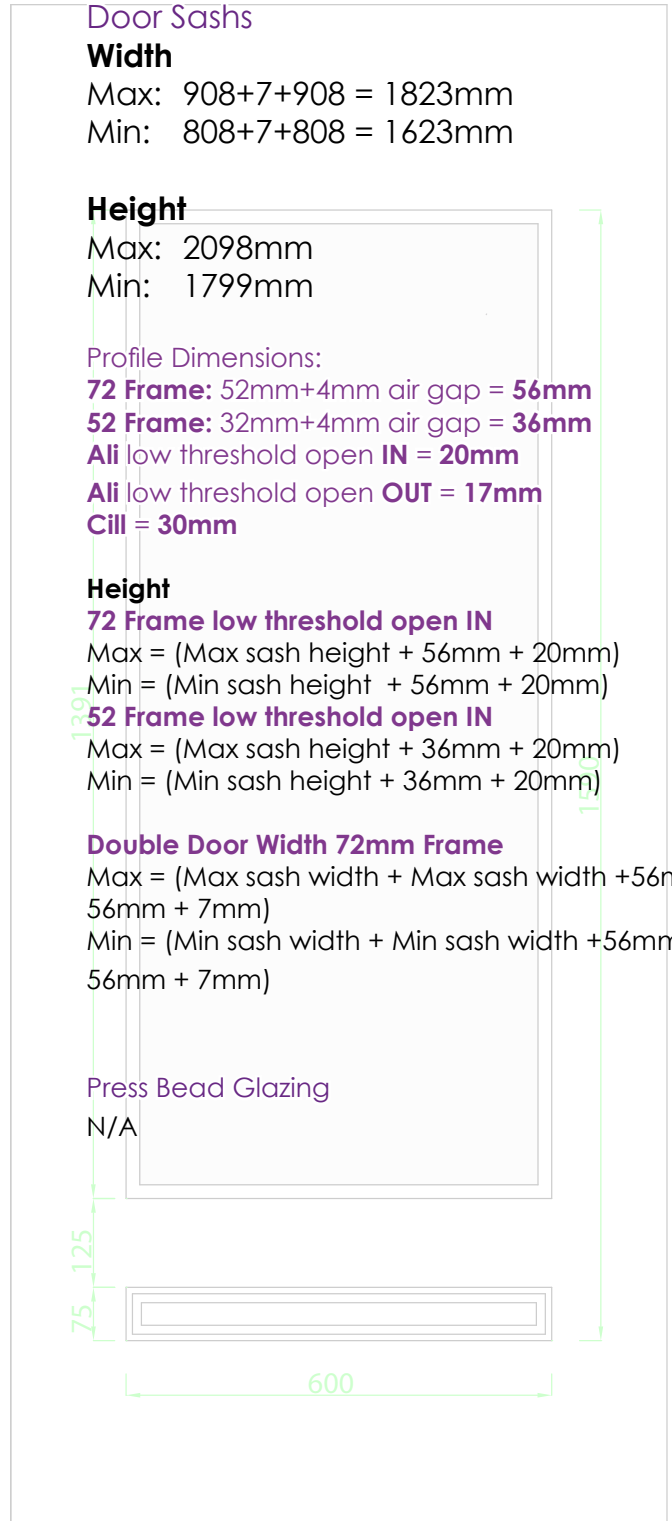 Door Sashs
Width
Max: 908+7+908 = 1823mm
Min: 808+7+808 = 1623mm
Height
Max: 2098mm
Min: 1799mm
Profile Dimensions:
72 Frame: 52mm+4mm air gap = 56mm
52 Frame: 32mm+4mm air gap = 36mm
Ali low threshold open IN = 20mm
Ali low threshold open OUT = 17mm
Cill = 30mm
Height
72 Frame low threshold open IN
Max = (Max sash height + 56mm + 20mm)
Min = (Min sash height + 56mm + 20mm)
1391
52 Frame low threshold open IN
Max = (Max sash height + 36mm + 20mm)
Min = (Min sash height + 36mm + 20mm)
Double Door Width 72mm Frame
Max = (Max sash width + Max sash width +56m
56mm + 7mm)
Min = (Min sash width + Min sash width +56mm
56mm + 7mm)
Press Bead Glazing
N/A
125
75
600